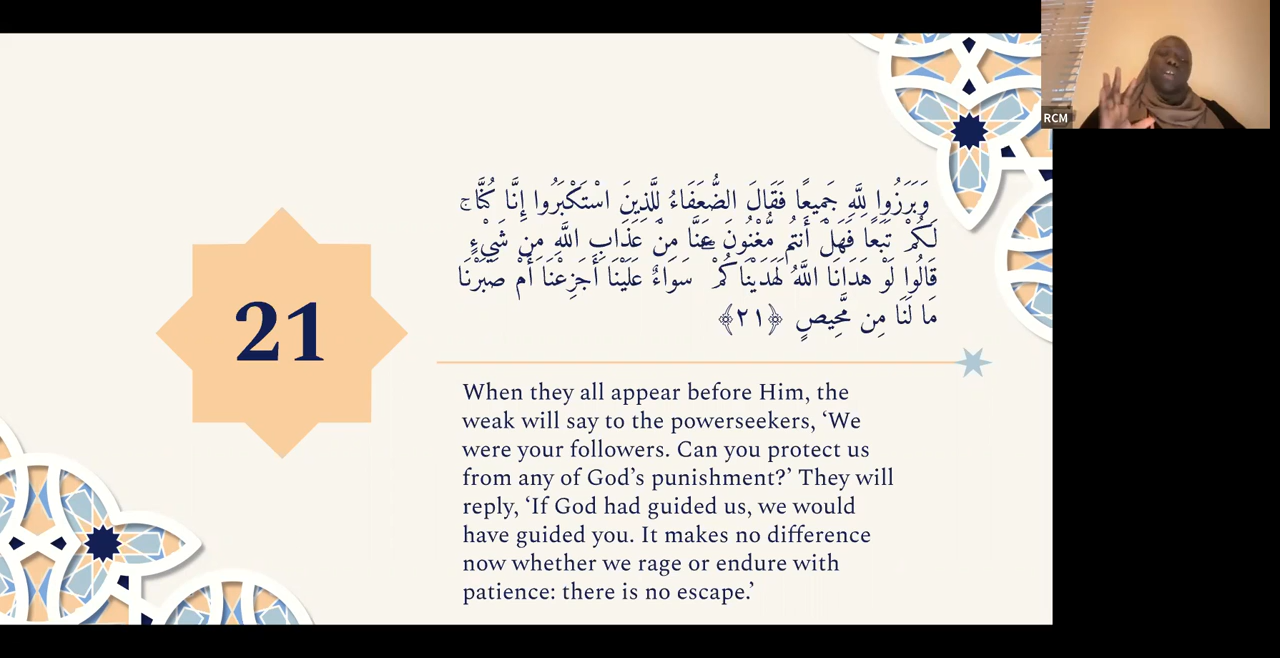 RCM
21
وَبَرَزُوا لِلَّهِ جَمِيعًا فَقَالَ الضُّعَفَاءُ لِلَّذِينَ اسْتَكْبَرُوا إِنَّا كُنَّا ۚ
لَكُمْ تَبَعًا فَهَلْ أَنتُم مُّغْنُونَ عَنَّا مِنْ عَذَابِ اللَّهِ مِن شَيْءٍ
قَالُوا لَوْ هَدَانَا اللَّهُ لَهَدَيْنَاكُمْ ۖ سَوَاءٌ عَلَيْنَا أَجَزِعْنَا أَمْ صَبَرْنَا
مَا لَنَا مِن مَّحِيصٍ ﴿٢١﴾
When they all appear before Him, the
weak will say to the powerseekers, ‘We
were your followers. Can you protect us
from any of God’s punishment?’ They will
reply, ‘If God had guided us, we would
have guided you. It makes no difference
now whether we rage or endure with
patience: there is no escape.’